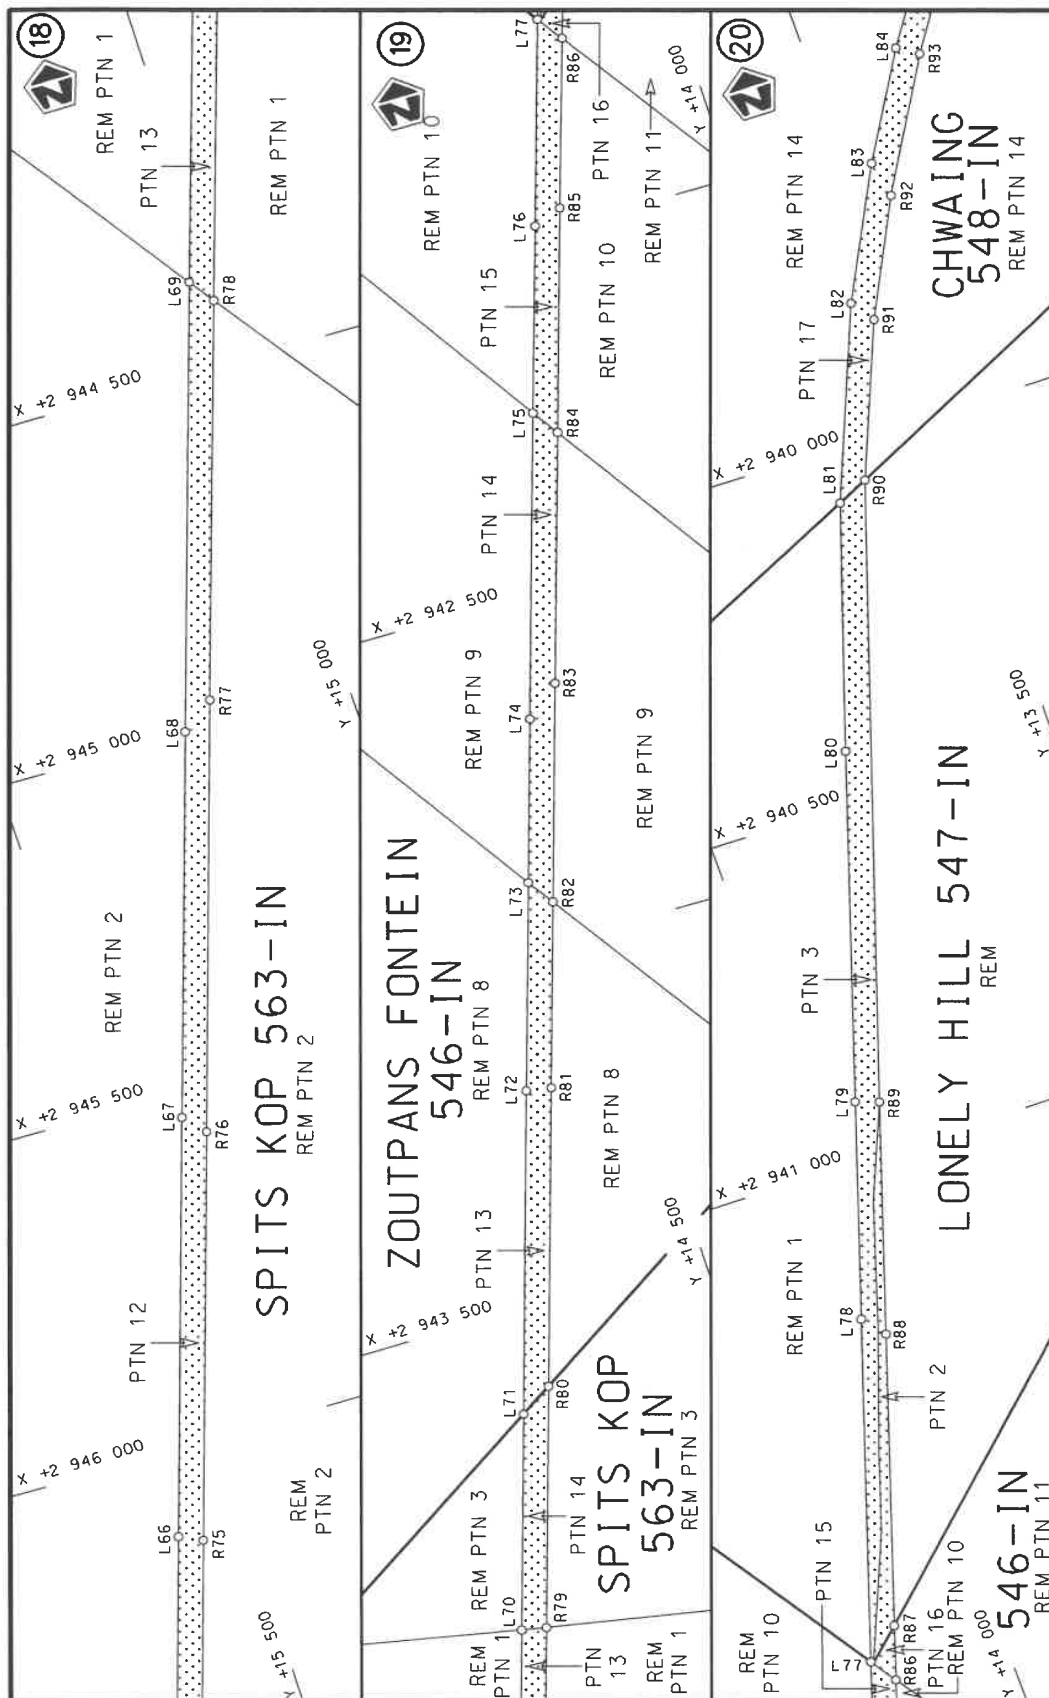 18
N
REM PTN 1
PTN 13
REM PTN 1
L69
R78
X +2 944 500
L68
R77
X +2 945 000
REM PTN 2
SPITS KOP 563-IN
REM PTN 2
L67
R76
X +2 945 500
PTN 12
X +2 946 000
REM
PTN 2
L66
R75
Y +15 500
19
N
L77
R86
PTN 16
Y +14 000
REM PTN 10
REM PTN 11
L76
R85
PTN 15
REM PTN 10
L75
R84
PTN 14
X +2 942 500
Y +15 000
REM PTN 9
L74
R83
REM PTN 9
ZOUTPANS FONTEIN
546-IN
REM PTN 8
L73
R82
L72
R81
REM PTN 8
PTN 13
Y +14 500
X +2 943 500
L71
R80
SPITS KOP
563-IN
REM PTN 3
REM PTN 3
PTN 14
L70
R79
REM
PTN 1
PTN
13
REM
PTN 1
20
N
L84
R93
REM PTN 14
L83
R92
CHWAING
548-IN
REM PTN 14
L82
R91
PTN 17
X +2 940 000
L81
R90
L80
X +2 940 500
Y +13 500
PTN 3
LONELY HILL 547-IN
REM
L79
R89
X +2 941 000
REM PTN 1
L78
R88
PTN 2
PTN 15
REM
PTN 10
L77
R86
R87
PTN 16
REM PTN 10
Y +14 000
546-IN
REM PTN 11